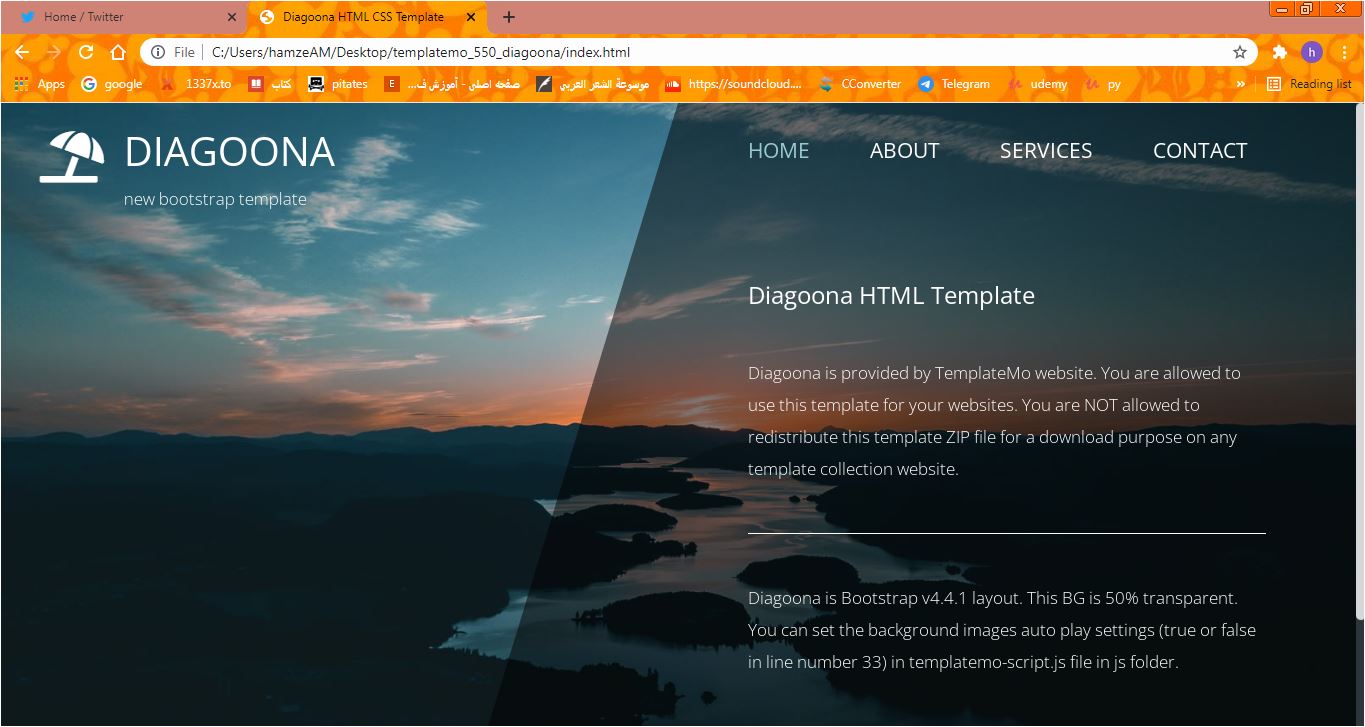 Home / Twitter
Diagoona HTML CSS Template
File
C:/Users/hamzeAM/Desktop/templatemo_550_diagoona/index.html
h
Apps
google
1337x.to
کتاب
pitates
صفحه اصلی - آموزش ف...
موسوعة الشعر العربي
https://soundcloud....
CConverter
Telegram
udemy
py
»
Reading list
DIAGOONA
new bootstrap template
HOME
ABOUT
SERVICES
CONTACT
Diagoona HTML Template
Diagoona is provided by TemplateMo website. You are allowed to
use this template for your websites. You are NOT allowed to
redistribute this template ZIP file for a download purpose on any
template collection website.
Diagoona is Bootstrap v4.4.1 layout. This BG is 50% transparent.
You can set the background images auto play settings (true or false
in line number 33) in templatemo-script.js file in js folder.